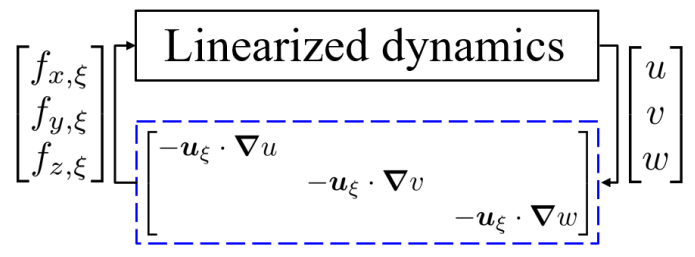 Linearized dynamics
[f_{x,ξ}
f_{y,ξ}
f_{z,ξ}]
[u
v
w]
[−𝒖_ξ · ∇u
−𝒖_ξ · ∇v
−𝒖_ξ · ∇w]